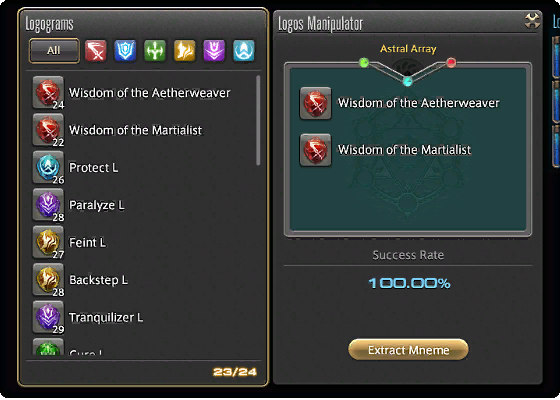 Logograms
All
Wisdom of the Aetherweaver
24
Wisdom of the Martialist
22
Protect L
26
Paralyze L
28
Feint L
27
Backstep L
28
Tranquilizer L
29
Cure L
23/24
Logos Manipulator
Astral Array
Wisdom of the Aetherweaver
Wisdom of the Martialist
Success Rate
100.00%
Extract Mneme